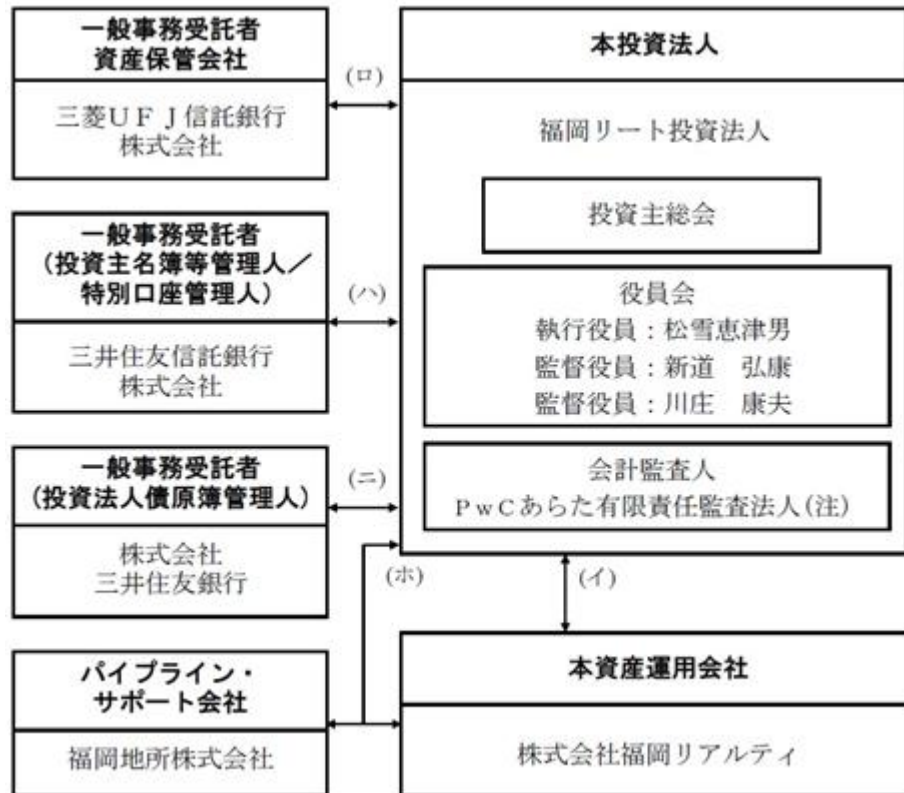 一般事務受託者
資産保管会社
三菱UFJ信託銀行
株式会社
(ロ)
一般事務受託者
(投資主名簿等管理人/
特別口座管理人)
三井住友信託銀行
株式会社
(ハ)
一般事務受託者
(投資法人債原簿管理人)
株式会社
三井住友銀行
(ニ)
パイプライン・
サポート会社
福岡地所株式会社
(ホ)
本投資法人
福岡リート投資法人
投資主総会
役員会
執行役員:松雪恵津男
監督役員:新道 弘康
監督役員:川庄 康夫
会計監査人
PwCあらた有限責任監査法人(注)
(イ)
本資産運用会社
株式会社福岡リアルティ